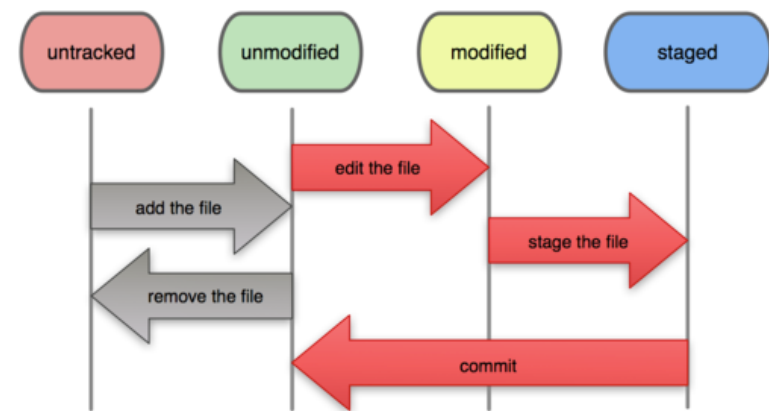 untracked
unmodified
modified
staged
edit the file
add the file
stage the file
remove the file
commit